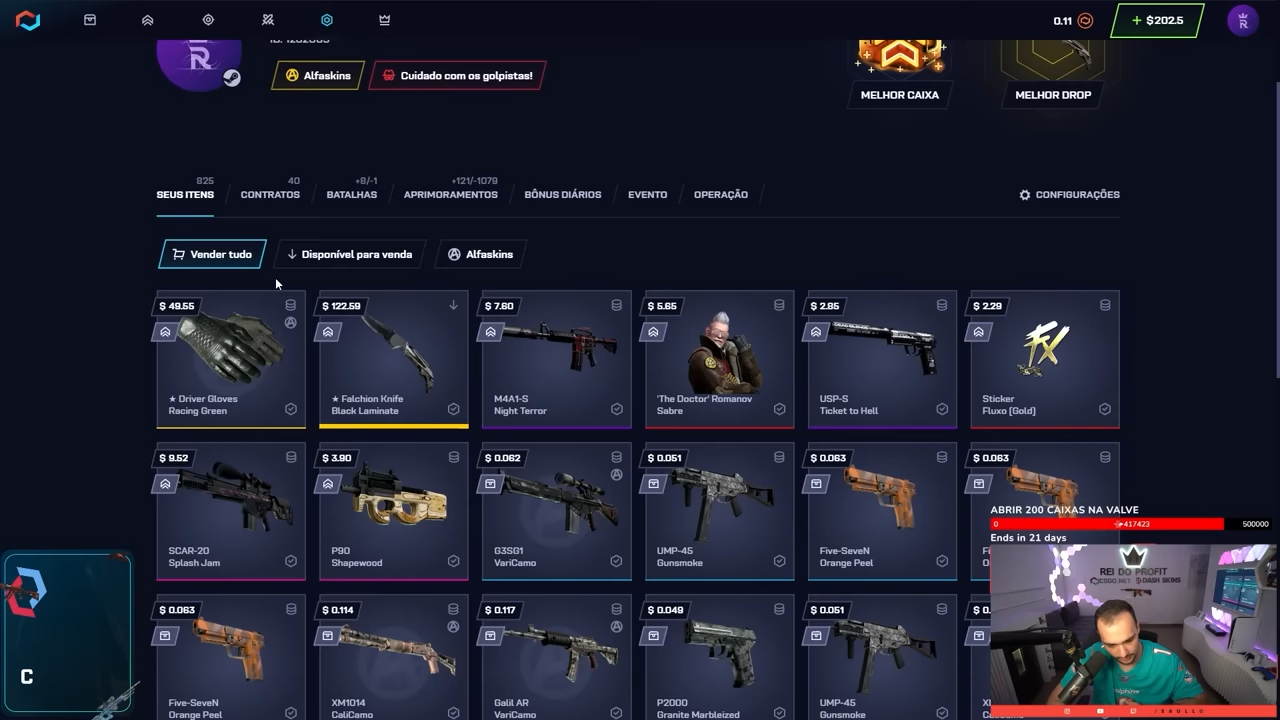 0.11
+ $202.5
R
R
Alfaskins
Cuidado com os golpistas!
MELHOR CAIXA
MELHOR DROP
825
SEUS ITENS
40
CONTRATOS
+8/-1
BATALHAS
+121/-1079
APRIMORAMENTOS
BÔNUS DIÁRIOS
EVENTO
OPERAÇÃO
CONFIGURAÇÕES
Vender tudo
Disponível para venda
Alfaskins
$ 49.55
★ Driver Gloves
Racing Green
$ 122.59
★ Falchion Knife
Black Laminate
$ 7.60
M4A1-S
Night Terror
$ 5.65
'The Doctor' Romanov
Sabre
$ 2.85
USP-S
Ticket to Hell
$ 2.29
FX
Sticker
Fluxo [Gold]
$ 9.52
SCAR-20
Splash Jam
$ 3.90
P90
Shapewood
$ 0.062
G3SG1
VariCamo
$ 0.051
UMP-45
Gunsmoke
$ 0.063
Five-SeveN
Orange Peel
$ 0.063
ABRIR 200 CAIXAS NA VALVE
0
417423
500000
Ends in 21 days
REI DO PROFIT
CSGO.NET
DASH SKINS
$ 0.063
Five-SeveN
Orange Peel
$ 0.114
XM1014
CaliCamo
$ 0.117
Galil AR
VariCamo
$ 0.049
P2000
Granite Marbleized
$ 0.051
UMP-45
Gunsmoke
C